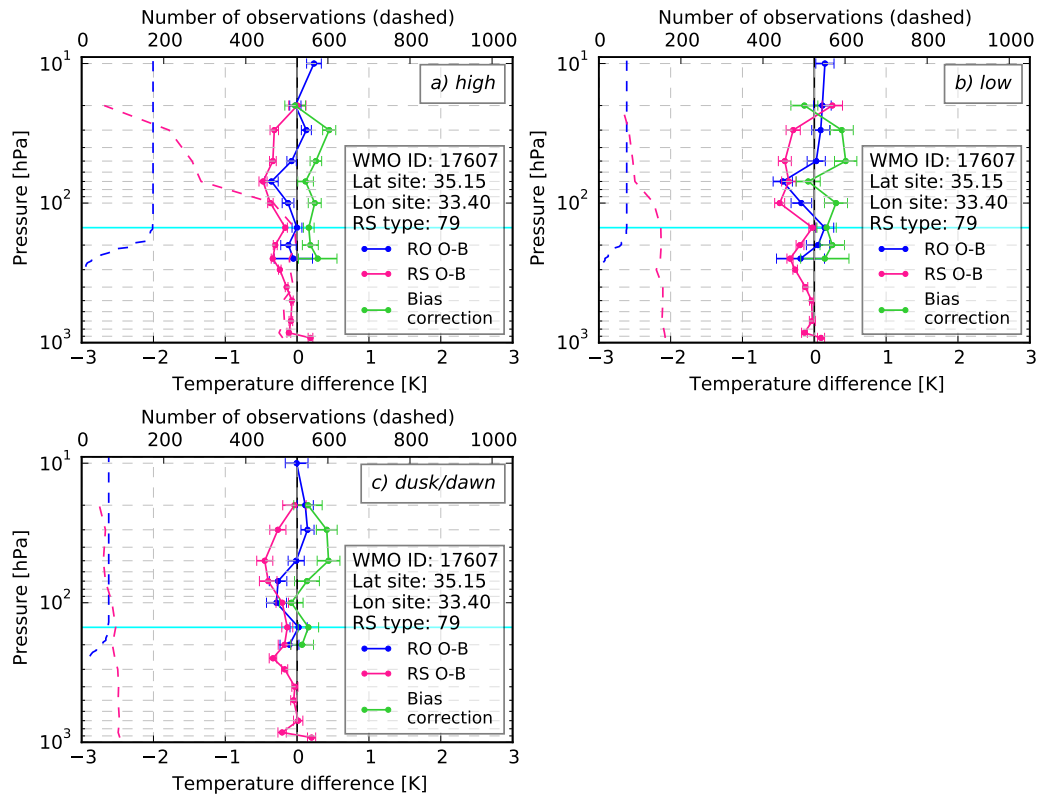 Number of observations (dashed)
0 200 400 600 800 1000
Pressure [hPa]
10^1
10^2
10^3
a) high
WMO ID: 17607
Lat site: 35.15
Lon site: 33.40
RS type: 79
RO O-B
RS O-B
Bias
correction
−3 −2 −1 0 1 2 3
Temperature difference [K]
Number of observations (dashed)
0 200 400 600 800 1000
Pressure [hPa]
10^1
10^2
10^3
b) low
WMO ID: 17607
Lat site: 35.15
Lon site: 33.40
RS type: 79
RO O-B
RS O-B
Bias
correction
−3 −2 −1 0 1 2 3
Temperature difference [K]
Number of observations (dashed)
0 200 400 600 800 1000
Pressure [hPa]
10^1
10^2
10^3
c) dusk/dawn
WMO ID: 17607
Lat site: 35.15
Lon site: 33.40
RS type: 79
RO O-B
RS O-B
Bias
correction
−3 −2 −1 0 1 2 3
Temperature difference [K]